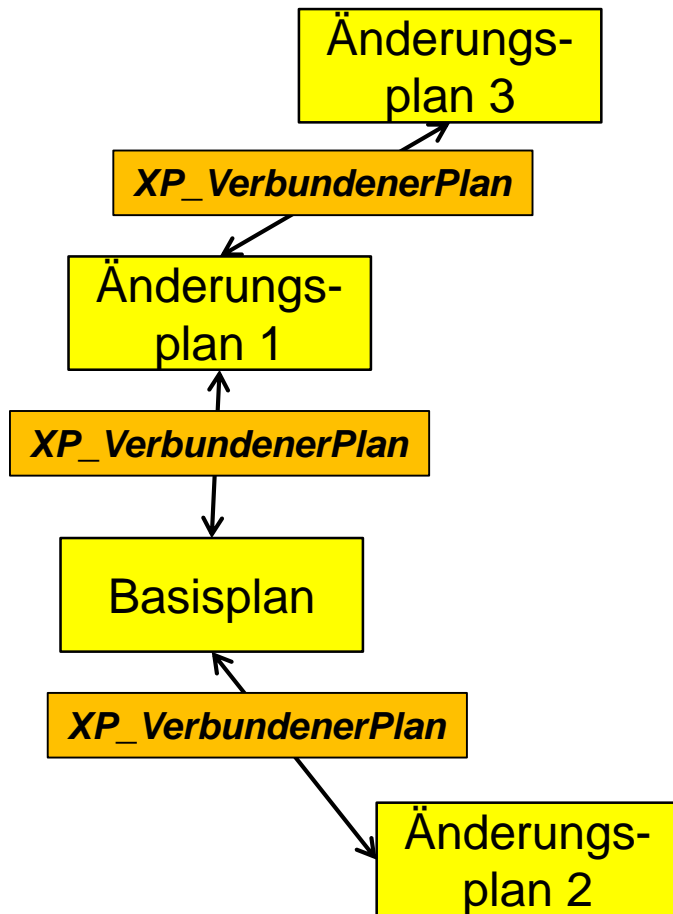 Änderungs-
plan 3
XP_VerbundenerPlan
Änderungs-
plan 1
XP_VerbundenerPlan
Basisplan
XP_VerbundenerPlan
Änderungs-
plan 2